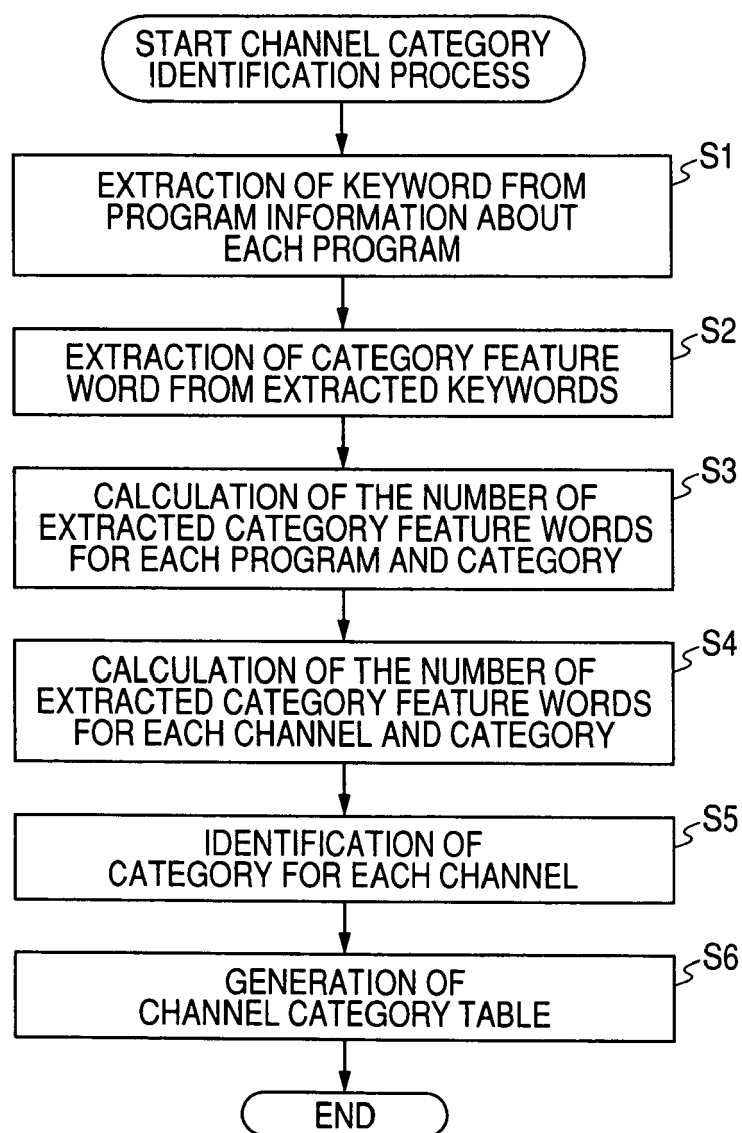 START CHANNEL CATEGORY
IDENTIFICATION PROCESS
S1
EXTRACTION OF KEYWORD FROM
PROGRAM INFORMATION ABOUT
EACH PROGRAM
S2
EXTRACTION OF CATEGORY FEATURE
WORD FROM EXTRACTED KEYWORDS
S3
CALCULATION OF THE NUMBER OF
EXTRACTED CATEGORY FEATURE WORDS
FOR EACH PROGRAM AND CATEGORY
S4
CALCULATION OF THE NUMBER OF
EXTRACTED CATEGORY FEATURE WORDS
FOR EACH CHANNEL AND CATEGORY
S5
IDENTIFICATION OF
CATEGORY FOR EACH CHANNEL
S6
GENERATION OF
CHANNEL CATEGORY TABLE
END